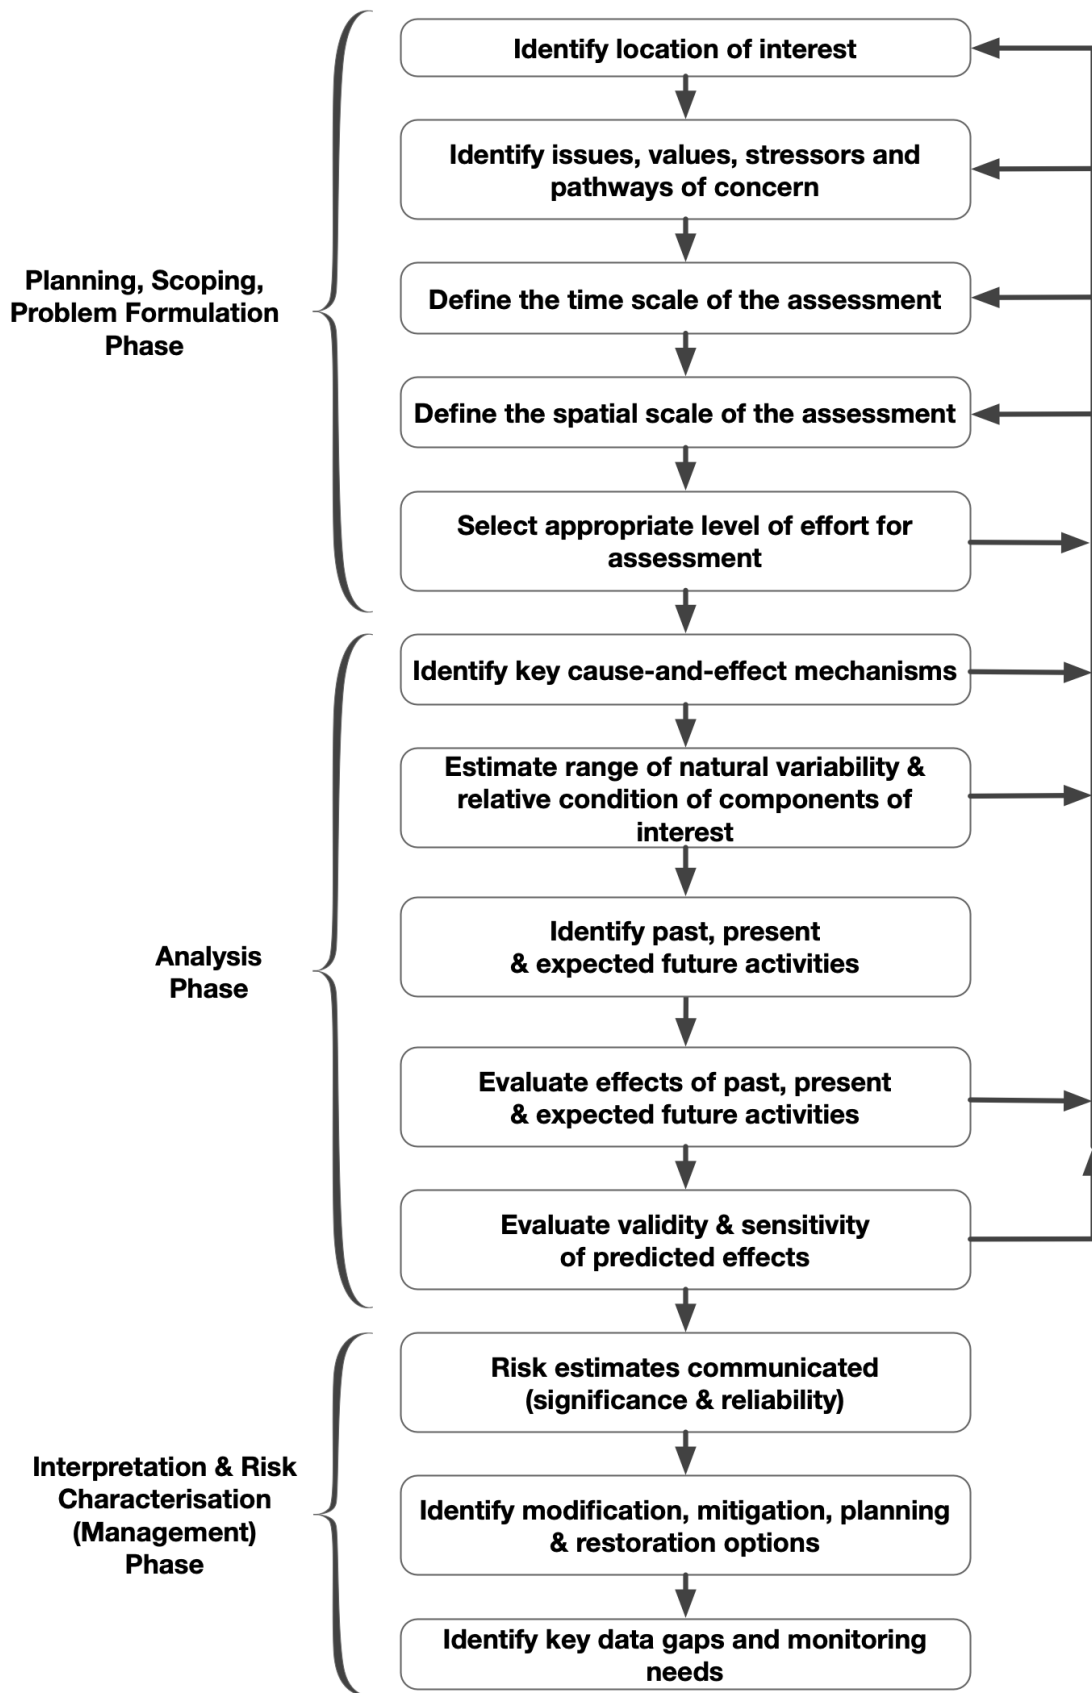 Identify location of interest
Identify issues, values, stressors and
pathways of concern
Planning, Scoping,
Problem Formulation
Phase
Define the time scale of the assessment
Define the spatial scale of the assessment
Select appropriate level of effort for
assessment
Identify key cause-and-effect mechanisms
Estimate range of natural variability &
relative condition of components of
interest
Analysis
Phase
Identify past, present
& expected future activities
Evaluate effects of past, present
& expected future activities
Evaluate validity & sensitivity
of predicted effects
Interpretation & Risk
Characterisation
(Management)
Phase
Risk estimates communicated
(significance & reliability)
Identify modification, mitigation, planning
& restoration options
Identify key data gaps and monitoring
needs